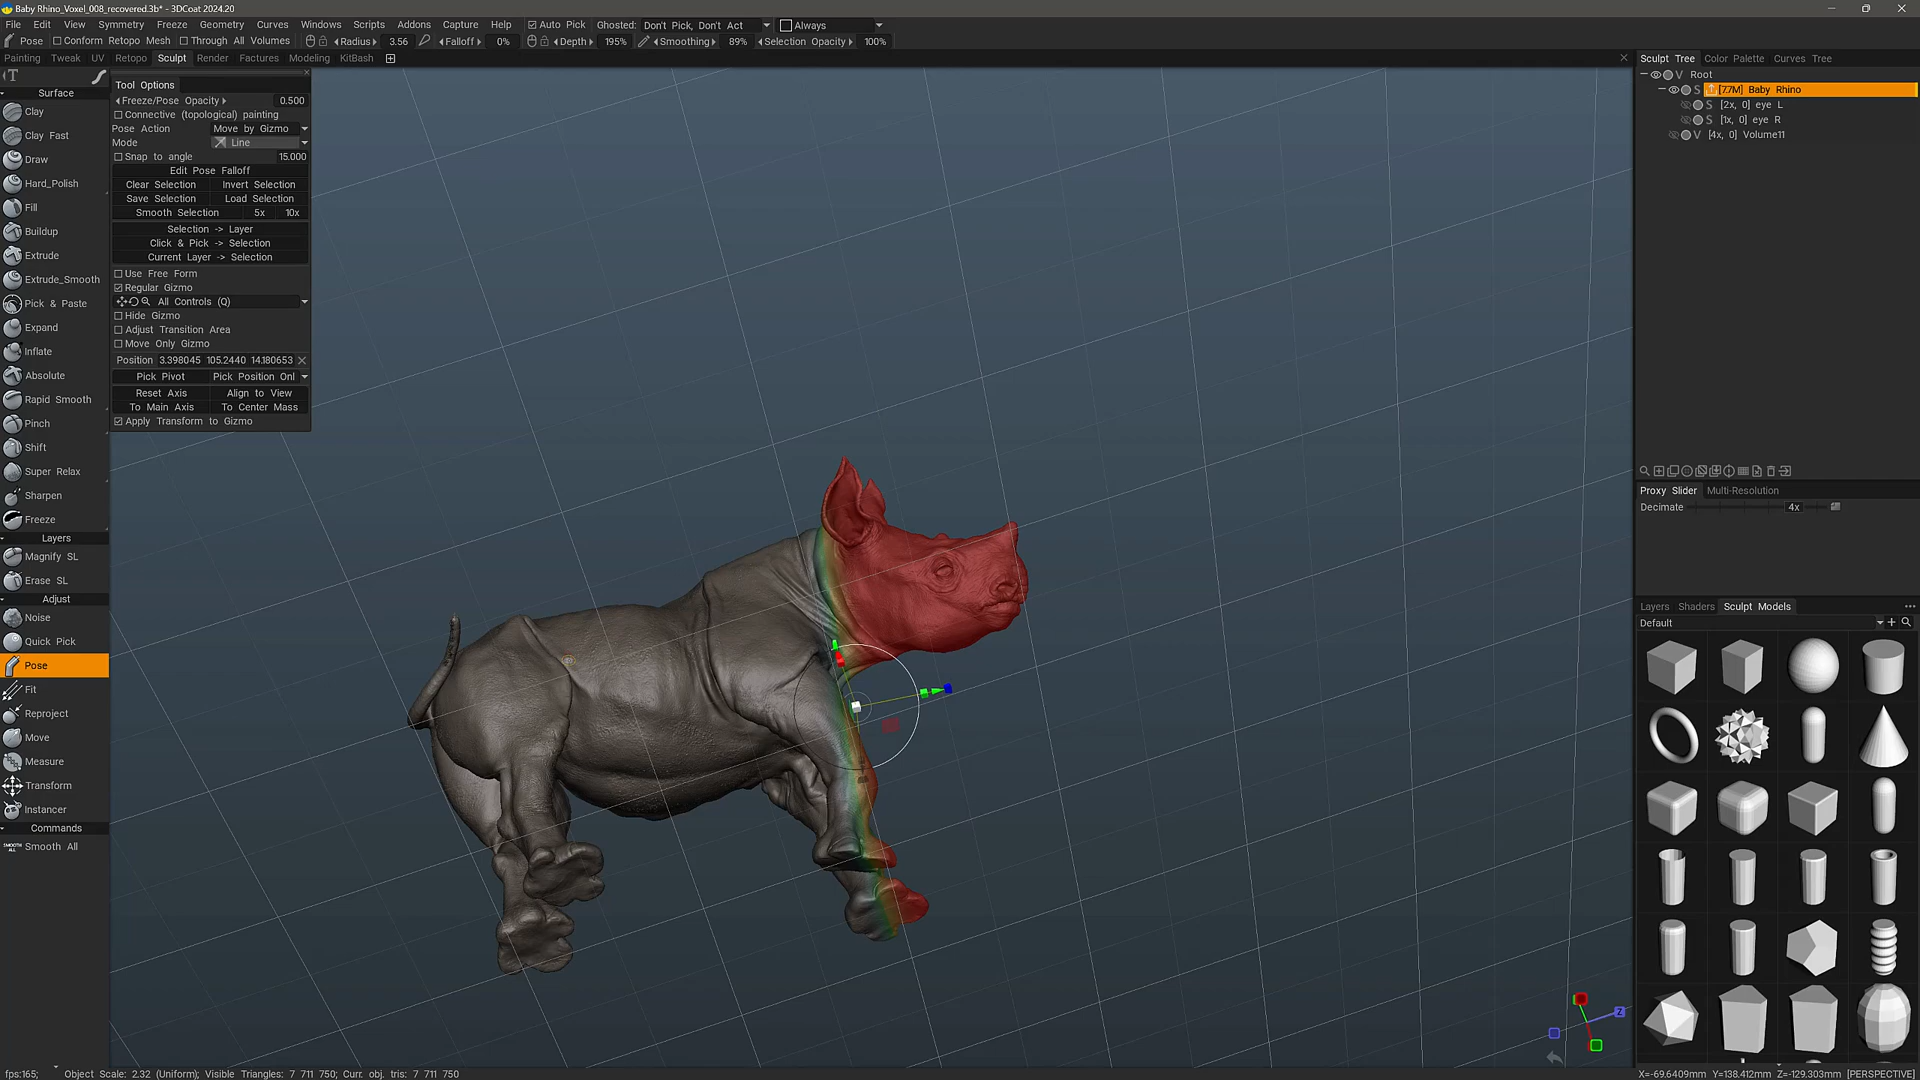 Baby Rhino_Voxel_008_recovered.3b* - 3DCoat 2024.20
File Edit View Symmetry Freeze Geometry Curves Windows Scripts Addons Capture Help Auto Pick Ghosted: Don't Pick, Don't Act Always
Pose Conform Retopo Mesh Through All Volumes Radius 3.56 Falloff 0% Depth 195% Smoothing 89% Selection Opacity 100%
Painting Tweak UV Retopo Sculpt Render Factures Modeling KitBash
T
Surface
Clay
Clay Fast
Draw
Hard_Polish
Fill
Buildup
Extrude
Extrude_Smooth
Pick & Paste
Expand
Inflate
Absolute
Rapid Smooth
Pinch
Shift
Super Relax
Sharpen
Freeze
Layers
Magnify SL
Erase SL
Adjust
Noise
Quick Pick
Pose
Fit
Reproject
Move
Measure
Transform
Instancer
Commands
SMOOTH ALL Smooth All
Tool Options
Freeze/Pose Opacity 0.500
Connective (topological) painting
Pose Action Move by Gizmo
Mode Line
Snap to angle 15.000
Edit Pose Falloff
Clear Selection Invert Selection
Save Selection Load Selection
Smooth Selection 5x 10x
Selection -> Layer
Click & Pick -> Selection
Current Layer -> Selection
Use Free Form
Regular Gizmo
All Controls (Q)
Hide Gizmo
Adjust Transition Area
Move Only Gizmo
Position 3.398045 105.2440 14.180653
Pick Pivot Pick Position Onl
Reset Axis Align to View
To Main Axis To Center Mass
Apply Transform to Gizmo
Sculpt Tree Color Palette Curves Tree
V Root
S [7.7M] Baby Rhino
S [2x, 0] eye L
S [1x, 0] eye R
V [4x, 0] Volume11
Proxy Slider Multi-Resolution
Decimate 4x
Layers Shaders Sculpt Models
Default
Z
fps:165; Object Scale: 2.32 (Uniform); Visible Triangles: 7 711 750; Curr. obj. tris: 7 711 750
X=-69.6409mm Y=138.412mm Z=-129.303mm [PERSPECTIVE]